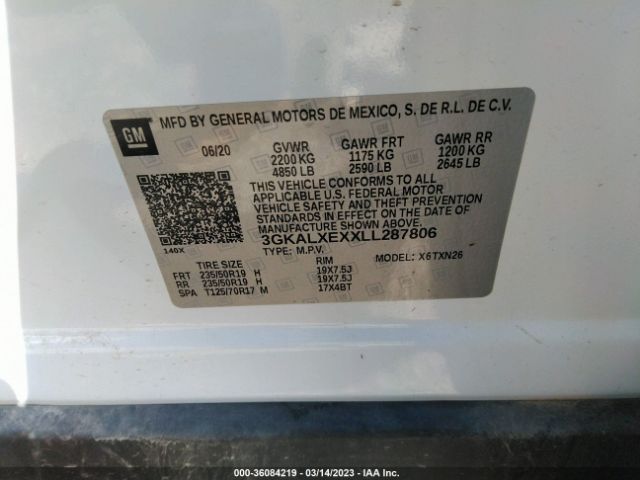 GM
MFD BY GENERAL MOTORS DE MEXICO, S. DE R.L. DE C.V.
06/20 GVWR GAWR FRT GAWR RR
2200 KG 1175 KG 1200 KG
4850 LB 2590 LB 2645 LB
THIS VEHICLE CONFORMS TO ALL
APPLICABLE U.S. FEDERAL MOTOR
VEHICLE SAFETY AND THEFT PREVENTION
STANDARDS IN EFFECT ON THE DATE OF
MANUFACTURE SHOWN ABOVE.
3GKALXEXXLL287806
140X
TYPE: M.P.V. MODEL: X6TXN26
TIRE SIZE RIM
FRT 235/50R19 H 19X7.5J
RR 235/50R19 H 19X7.5J
SPA T125/70R17 M 17X4BT
000-36084219 - 03/14/2023 - IAA Inc.